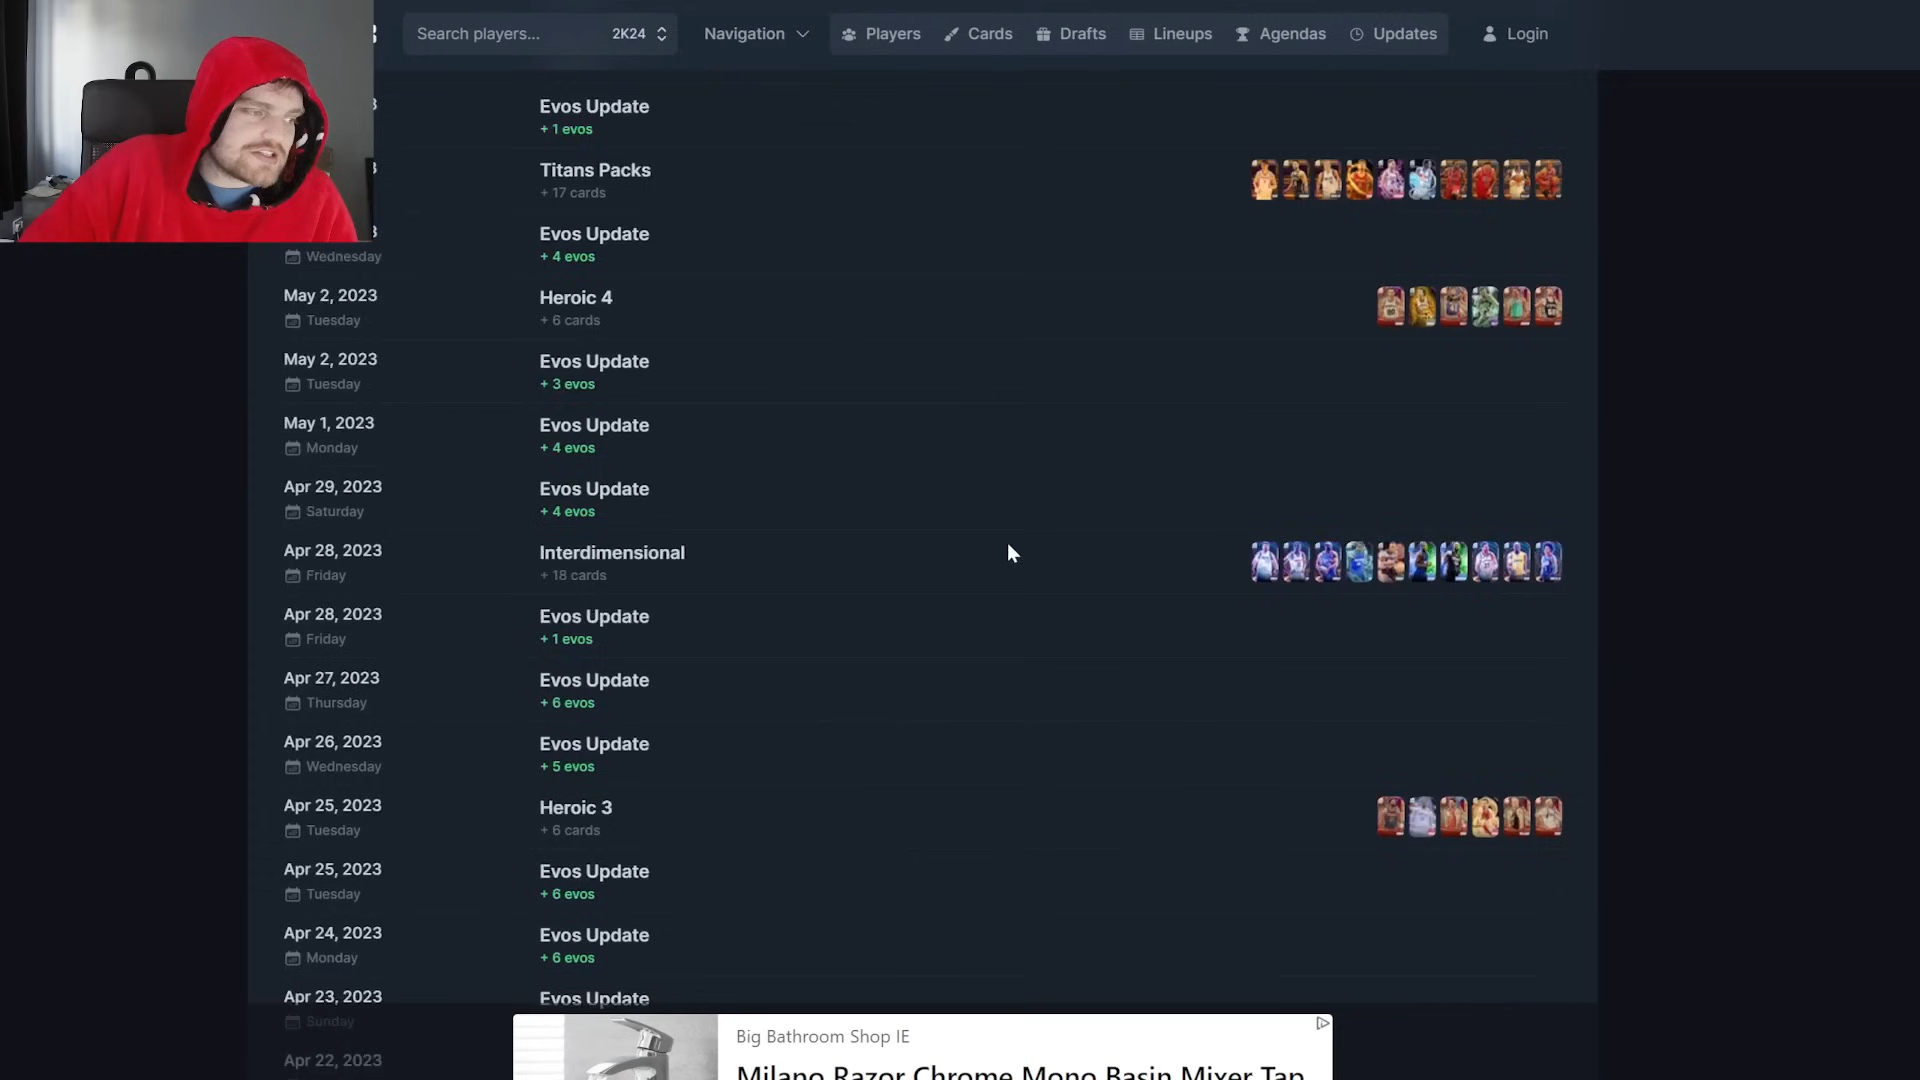 Search players...
2K24
Navigation
Players
Cards
Drafts
Lineups
Agendas
Updates
Login
Evos Update
+ 1 evos
Titans Packs
+ 17 cards
Evos Update
Wednesday
+ 4 evos
May 2, 2023
Heroic 4
Tuesday
+ 6 cards
May 2, 2023
Evos Update
Tuesday
+ 3 evos
May 1, 2023
Evos Update
Monday
+ 4 evos
Apr 29, 2023
Evos Update
Saturday
+ 4 evos
Apr 28, 2023
Interdimensional
Friday
+ 18 cards
Apr 28, 2023
Evos Update
Friday
+ 1 evos
Apr 27, 2023
Evos Update
Thursday
+ 6 evos
Apr 26, 2023
Evos Update
Wednesday
+ 5 evos
Apr 25, 2023
Heroic 3
Tuesday
+ 6 cards
Apr 25, 2023
Evos Update
Tuesday
+ 6 evos
Apr 24, 2023
Evos Update
Monday
+ 6 evos
Apr 23, 2023
Evos Update
Sunday
Apr 22, 2023
Big Bathroom Shop IE
Milano Razor Chrome Mono Basin Mixer Tap